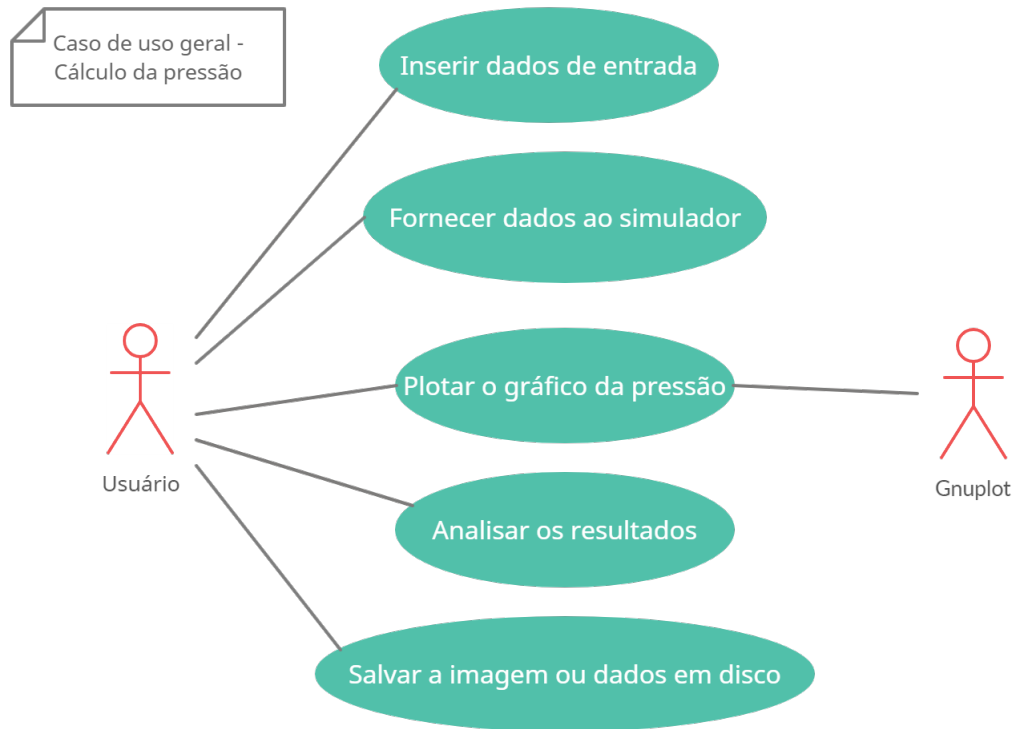 Caso de uso geral -
Cálculo da pressão
Inserir dados de entrada
Fornecer dados ao simulador
Plotar o gráfico da pressão
Usuário
Gnuplot
Analisar os resultados
Salvar a imagem ou dados em disco